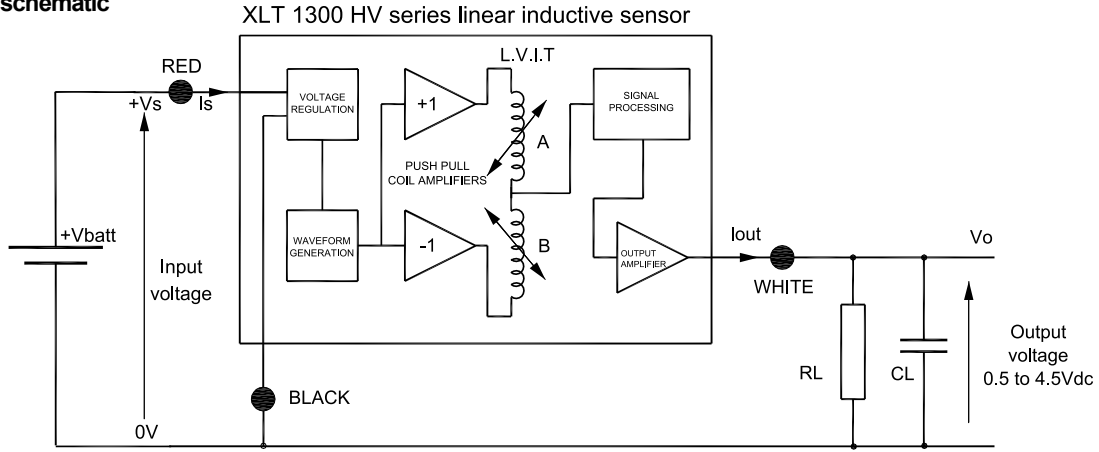 schematic
XLT 1300 HV series linear inductive sensor
L.V.I.T
RED
+Vs
Is
VOLTAGE
REGULATION
+1
SIGNAL
PROCESSING
A
PUSH PULL
COIL AMPLIFIERS
+Vbatt
WAVEFORM
GENERATION
-1
B
OUTPUT
AMPLIFIER
Iout
Vo
Input
voltage
WHITE
RL
CL
Output
voltage
0.5 to 4.5Vdc
BLACK
0V